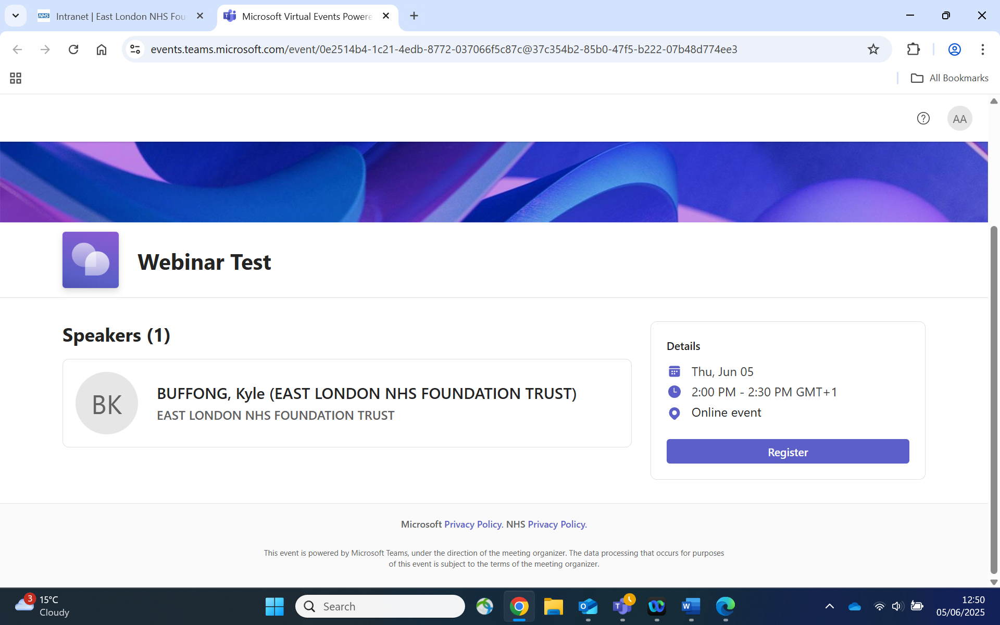 NHS
Intranet | East London NHS Fou
Microsoft Virtual Events Powere
events.teams.microsoft.com/event/0e2514b4-1c21-4edb-8772-037066f5c87c@37c354b2-85b0-47f5-b222-07b48d774ee3
All Bookmarks
AA
Webinar Test
Speakers (1)
BK
BUFFONG, Kyle (EAST LONDON NHS FOUNDATION TRUST)
EAST LONDON NHS FOUNDATION TRUST
Details
Thu, Jun 05
2:00 PM - 2:30 PM GMT+1
Online event
Register
Microsoft Privacy Policy. NHS Privacy Policy.
This event is powered by Microsoft Teams, under the direction of the meeting organizer. The data processing that occurs for purposes
of this event is subject to the terms of the meeting organizer.
3
15°C
Cloudy
Search
12:50
05/06/2025